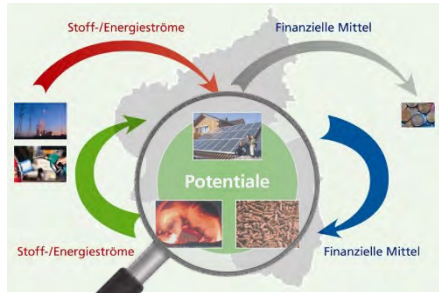 Stoff-/Energieströme
Finanzielle Mittel
Potentiale
Stoff-/Energieströme
Finanzielle Mittel